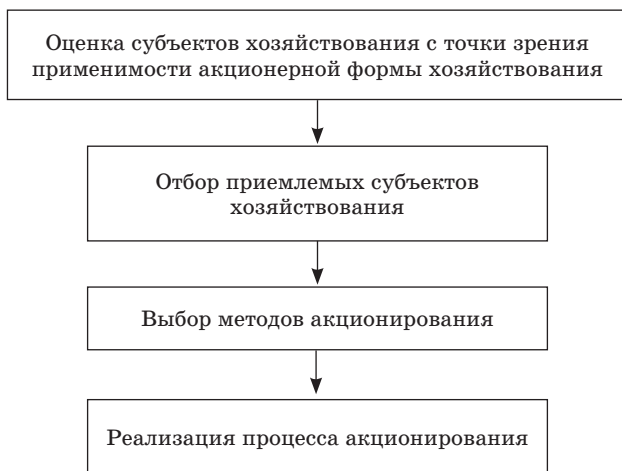 Оценка субъектов хозяйствования с точки зрения
применимости акционерной формы хозяйствования
Отбор приемлемых субъектов
хозяйствования
Выбор методов акционирования
Реализация процесса акционирования